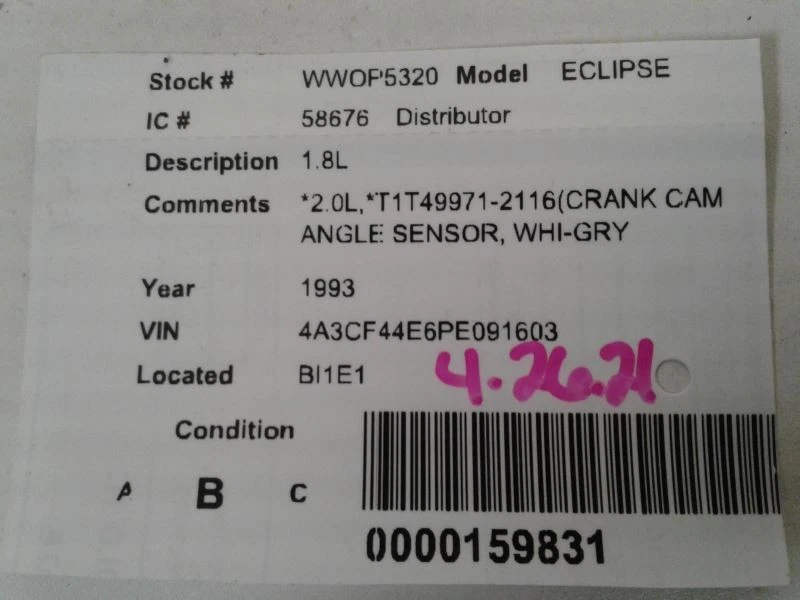 Stock # WWOP5320 Model ECLIPSE
IC # 58676 Distributor
Description 1.8L
Comments *2.0L,*T1T49971-2116(CRANK CAM
ANGLE SENSOR, WHI-GRY
Year 1993
VIN 4A3CF44E6PE091603
Located BI1E1 4.26.21
Condition
A B C
0000159831